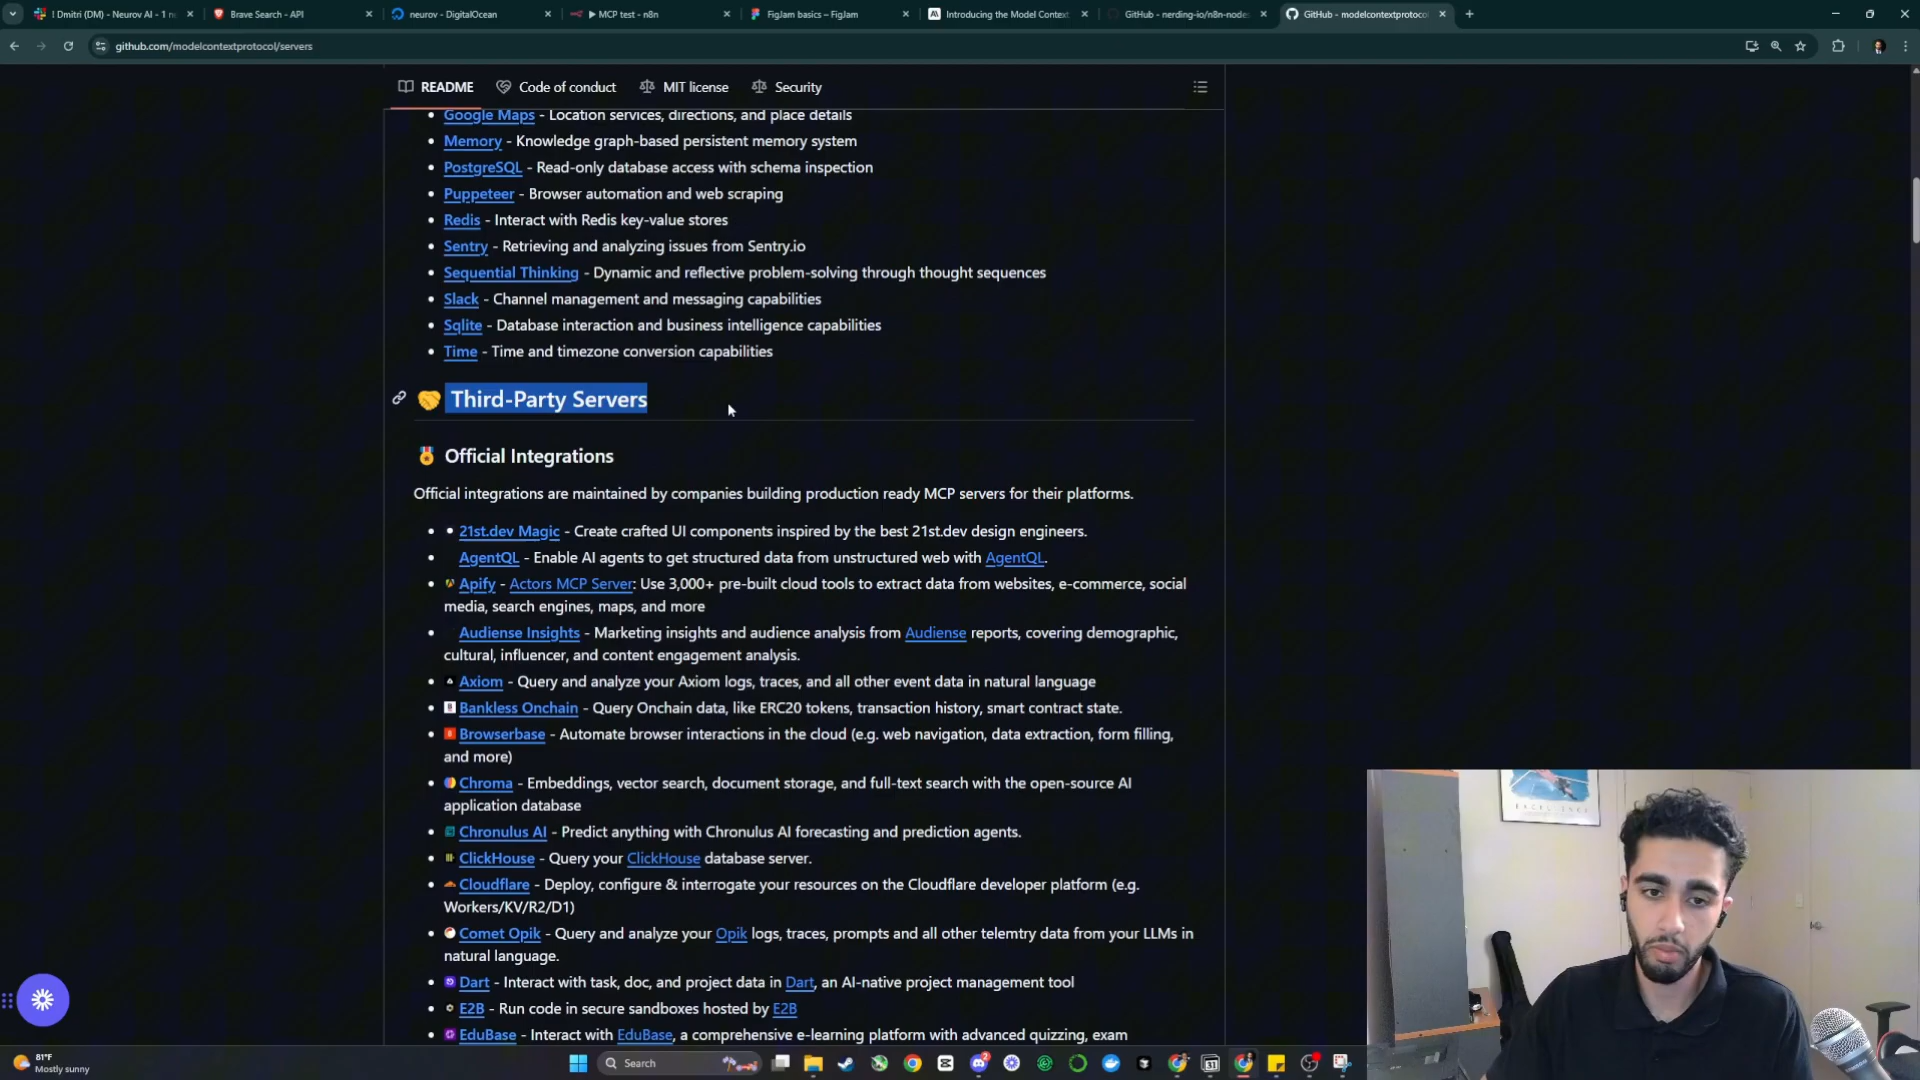 ! Dmitri (DM) - Neurov AI - 1 ne
Brave Search - API
neurov - DigitalOcean
▶ MCP test - n8n
FigJam basics – FigJam
Introducing the Model Context
GitHub - nerding-io/n8n-nodes
GitHub - modelcontextprotoco
github.com/modelcontextprotocol/servers
README
Code of conduct
MIT license
Security
Google Maps - Location services, directions, and place details
Memory - Knowledge graph-based persistent memory system
PostgreSQL - Read-only database access with schema inspection
Puppeteer - Browser automation and web scraping
Redis - Interact with Redis key-value stores
Sentry - Retrieving and analyzing issues from Sentry.io
Sequential Thinking - Dynamic and reflective problem-solving through thought sequences
Slack - Channel management and messaging capabilities
Sqlite - Database interaction and business intelligence capabilities
Time - Time and timezone conversion capabilities
Third-Party Servers
Official Integrations
Official integrations are maintained by companies building production ready MCP servers for their platforms.
21st.dev Magic - Create crafted UI components inspired by the best 21st.dev design engineers.
AgentQL - Enable AI agents to get structured data from unstructured web with AgentQL.
Apify - Actors MCP Server: Use 3,000+ pre-built cloud tools to extract data from websites, e-commerce, social
media, search engines, maps, and more
Audiense Insights - Marketing insights and audience analysis from Audiense reports, covering demographic,
cultural, influencer, and content engagement analysis.
Axiom - Query and analyze your Axiom logs, traces, and all other event data in natural language
Bankless Onchain - Query Onchain data, like ERC20 tokens, transaction history, smart contract state.
Browserbase - Automate browser interactions in the cloud (e.g. web navigation, data extraction, form filling,
and more)
Chroma - Embeddings, vector search, document storage, and full-text search with the open-source AI
application database
Chronulus AI - Predict anything with Chronulus AI forecasting and prediction agents.
ClickHouse - Query your ClickHouse database server.
Cloudflare - Deploy, configure & interrogate your resources on the Cloudflare developer platform (e.g.
Workers/KV/R2/D1)
Comet Opik - Query and analyze your Opik logs, traces, prompts and all other telemtry data from your LLMs in
natural language.
Dart - Interact with task, doc, and project data in Dart, an AI-native project management tool
E2B - Run code in secure sandboxes hosted by E2B
EduBase - Interact with EduBase, a comprehensive e-learning platform with advanced quizzing, exam
81°F
Mostly sunny
Search